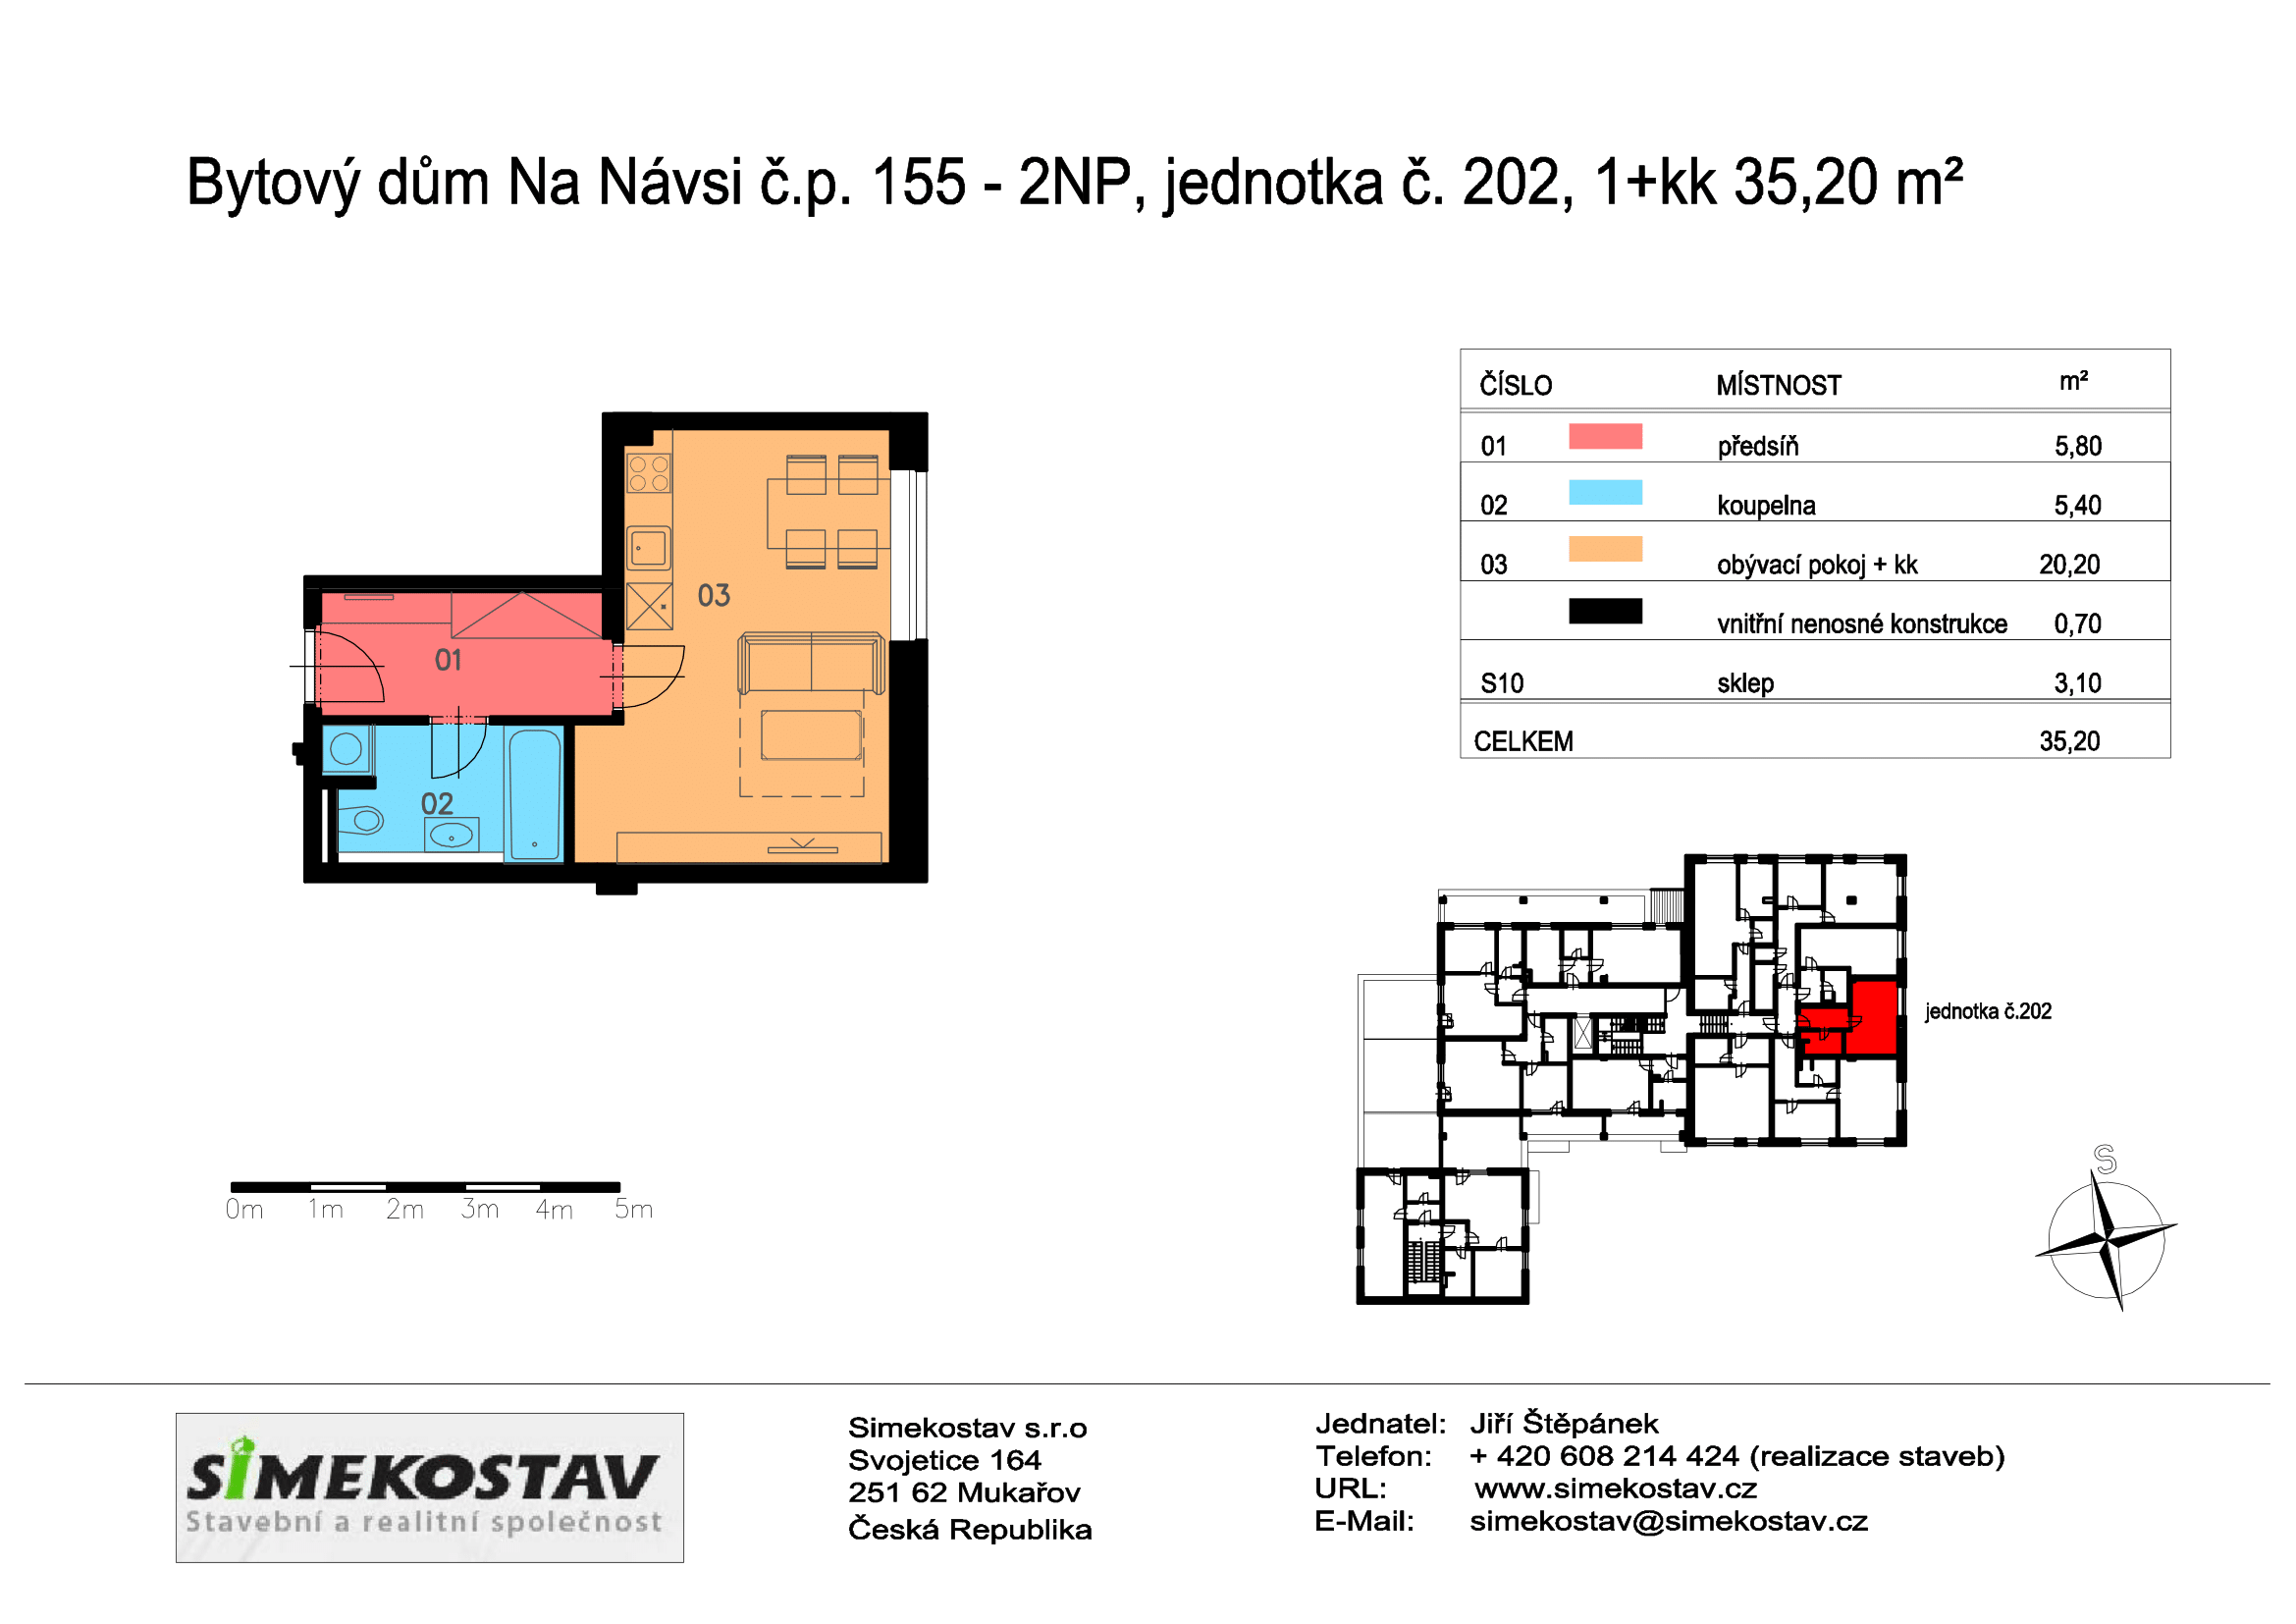 Bytový dům Na Návsi č.p. 155 - 2NP, jednotka č. 202, 1+kk 35,20 m²
ČÍSLO MÍSTNOST m²
01 předsíň 5,80
02 koupelna 5,40
03 obývací pokoj + kk 20,20
vnitřní nenosné konstrukce 0,70
S10 sklep 3,10
CELKEM 35,20
03
01
02
jednotka č.202
S
0m 1m 2m 3m 4m 5m
SIMEKOSTAV
Stavební a realitní společnost
Simekostav s.r.o
Svojetice 164
251 62 Mukařov
Česká Republika
Jednatel: Jiří Štěpánek
Telefon: + 420 608 214 424 (realizace staveb)
URL: www.simekostav.cz
E-Mail: simekostav@simekostav.cz